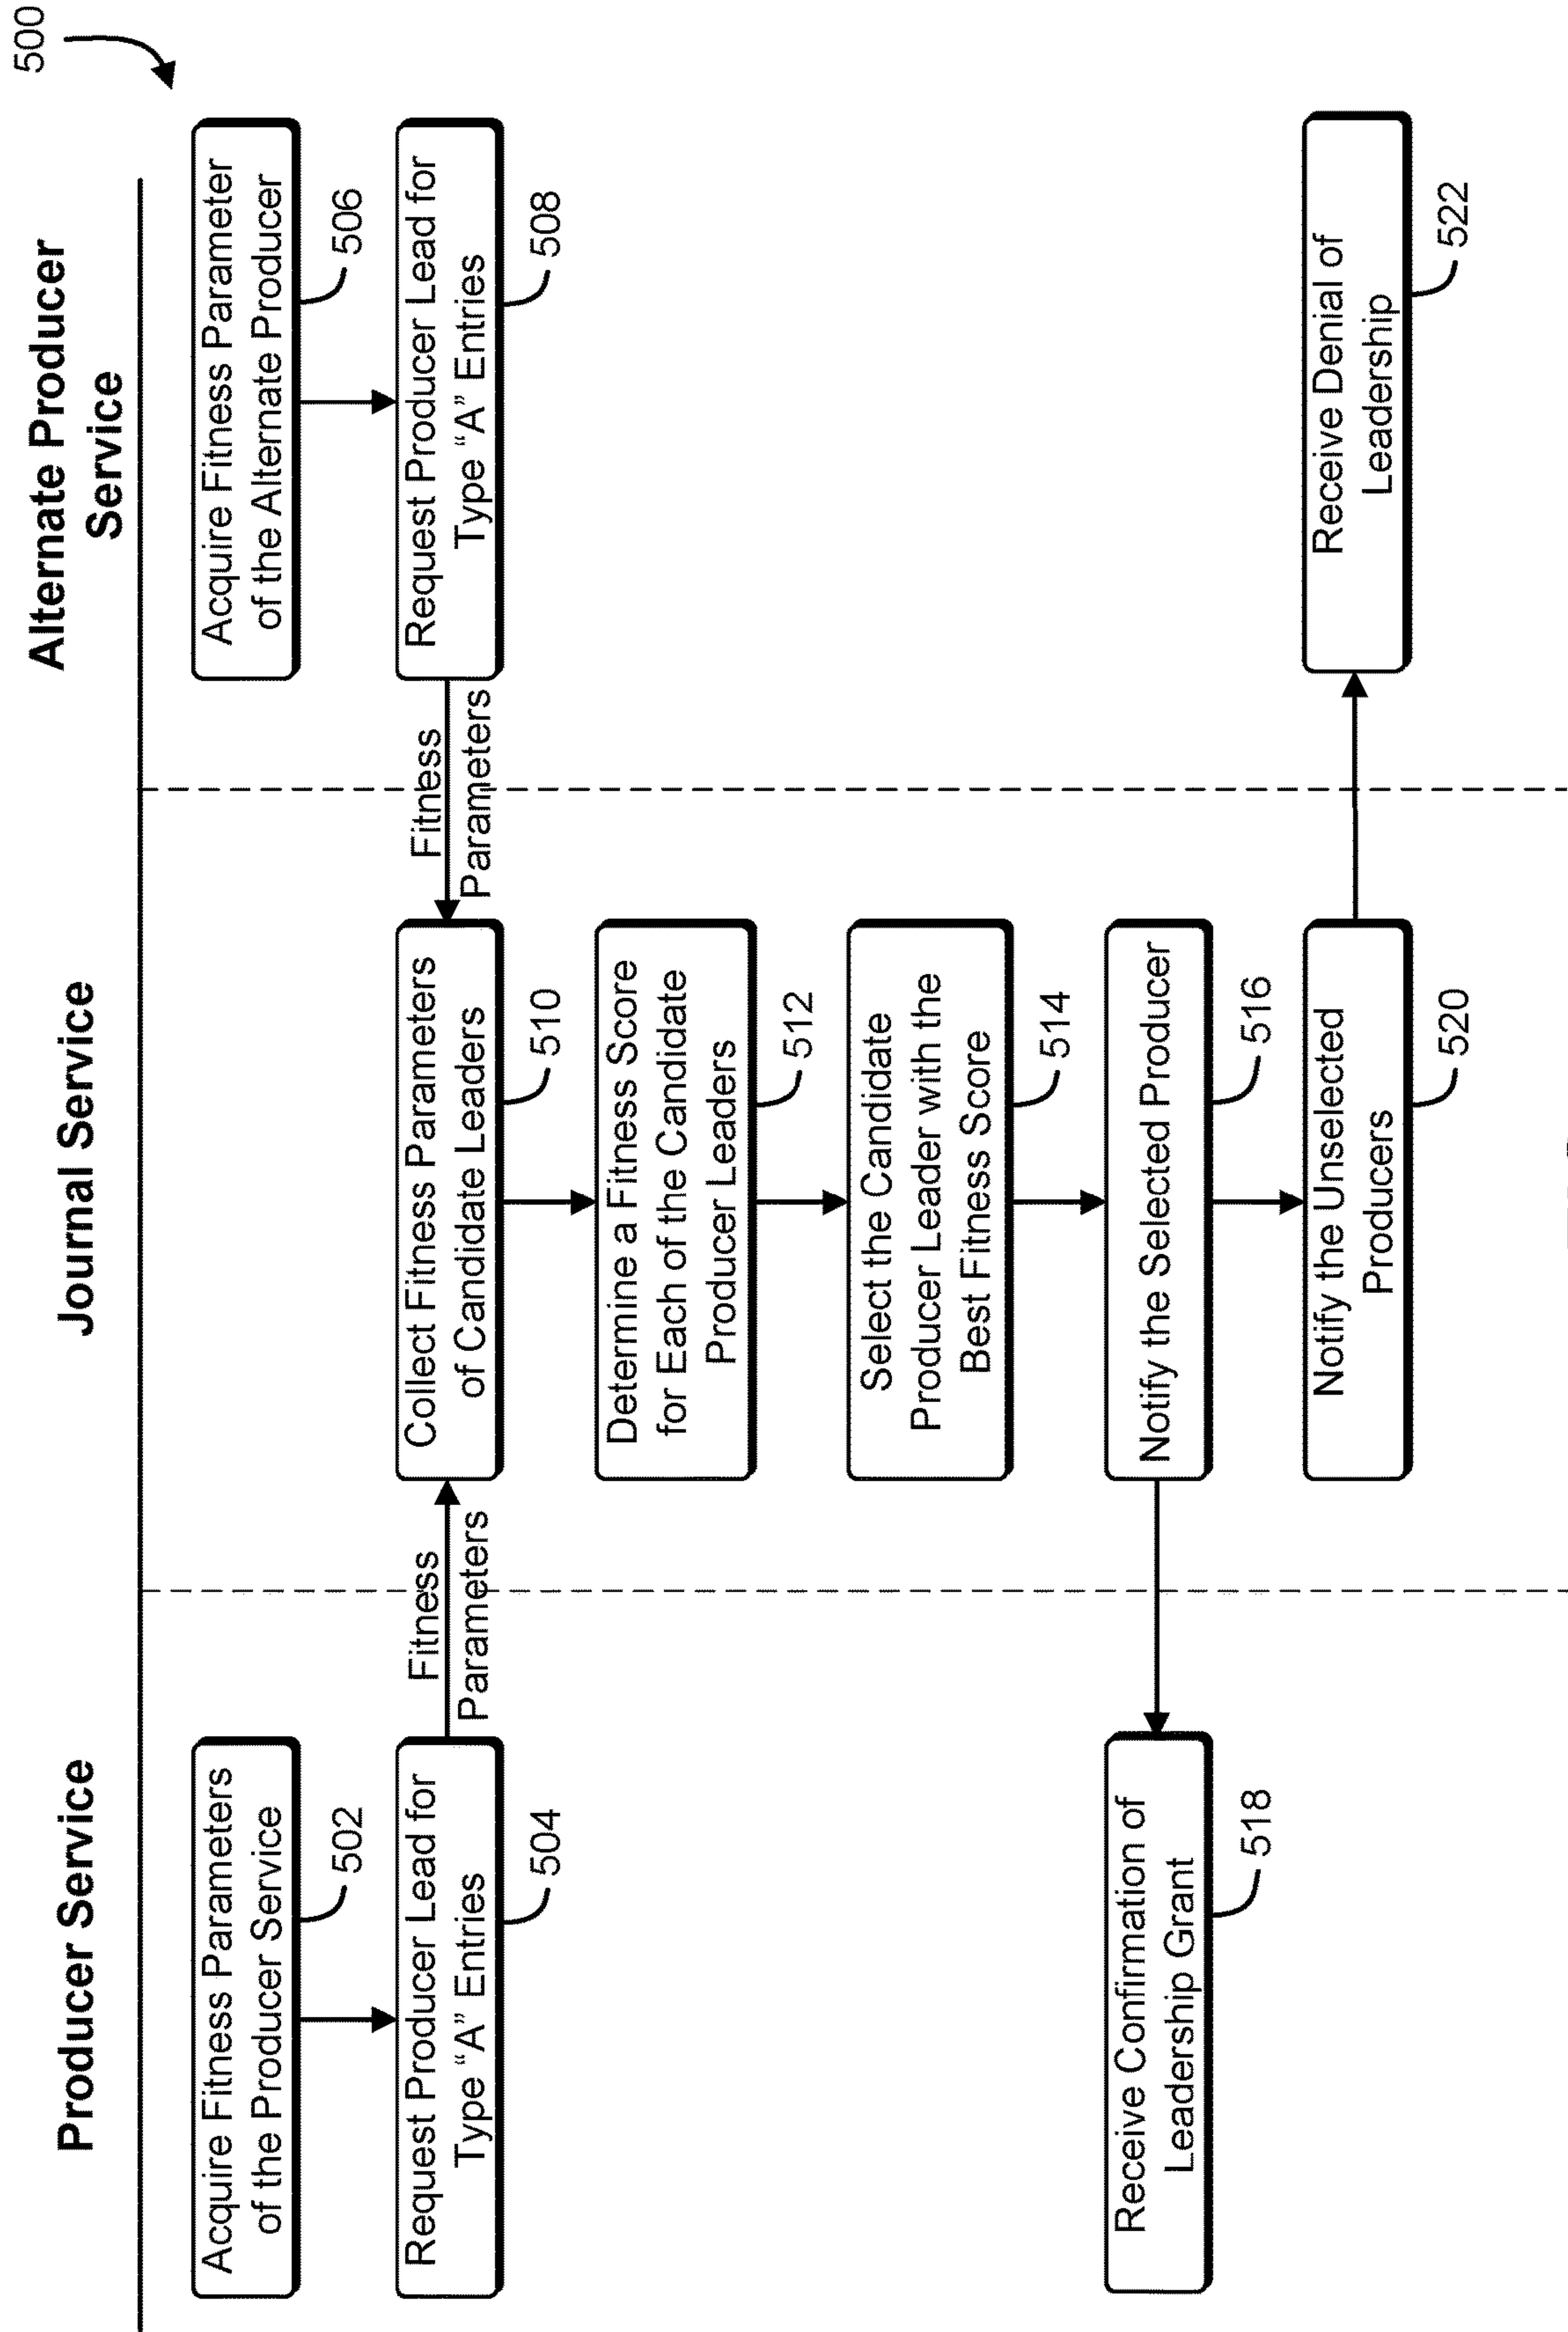 500
Producer Service
Journal Service
Alternate Producer
Service
Acquire Fitness Parameters
of the Producer Service
502
Acquire Fitness Parameter
of the Alternate Producer
506
Request Producer Lead for
Type “A” Entries
504
Fitness
Parameters
Collect Fitness Parameters
of Candidate Leaders
510
Fitness
Parameters
Request Producer Lead for
Type “A” Entries
508
Determine a Fitness Score
for Each of the Candidate
Producer Leaders
512
Select the Candidate
Producer Leader with the
Best Fitness Score
514
Receive Confirmation of
Leadership Grant
518
Notify the Selected Producer
516
Notify the Unselected
Producers
520
Receive Denial of
Leadership
522